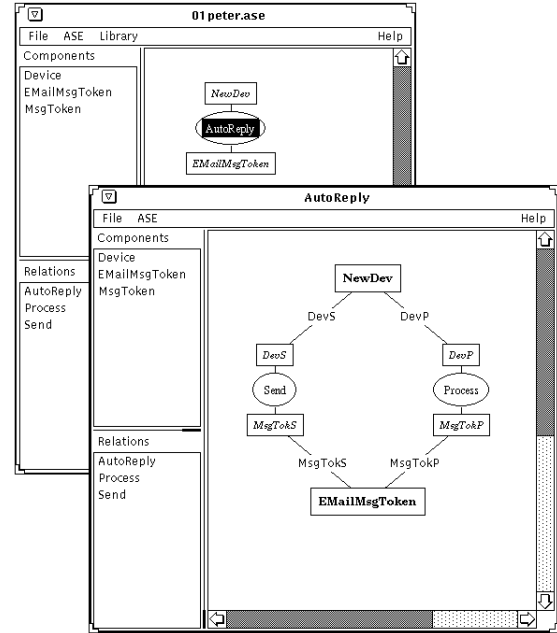 01peter.ase
File ASE Library Help
Components
Device
EMailMsgToken
MsgToken
NewDev
AutoReply
EMailMsgToken
Relations
AutoReply
Process
Send
AutoReply
File ASE Help
Components
Device
EMailMsgToken
MsgToken
Relations
AutoReply
Process
Send
NewDev
DevS DevP
DevS DevP
Send Process
MsgTokS MsgTokP
MsgTokS MsgTokP
EMailMsgToken